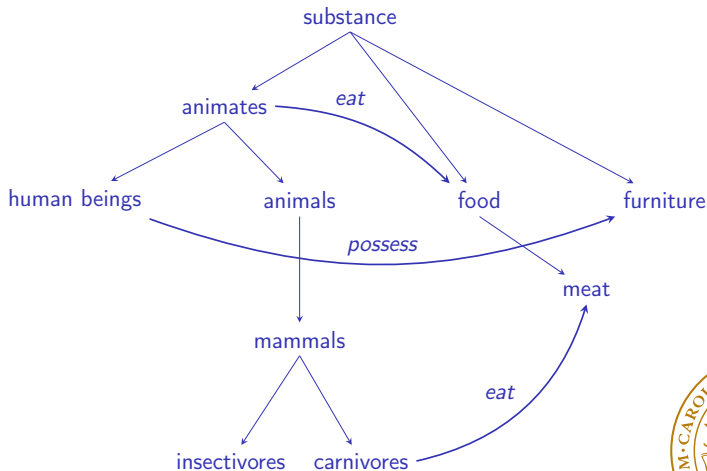 substance
eat
animates
human beings
animals
food
furniture
possess
meat
mammals
eat
insectivores
carnivores